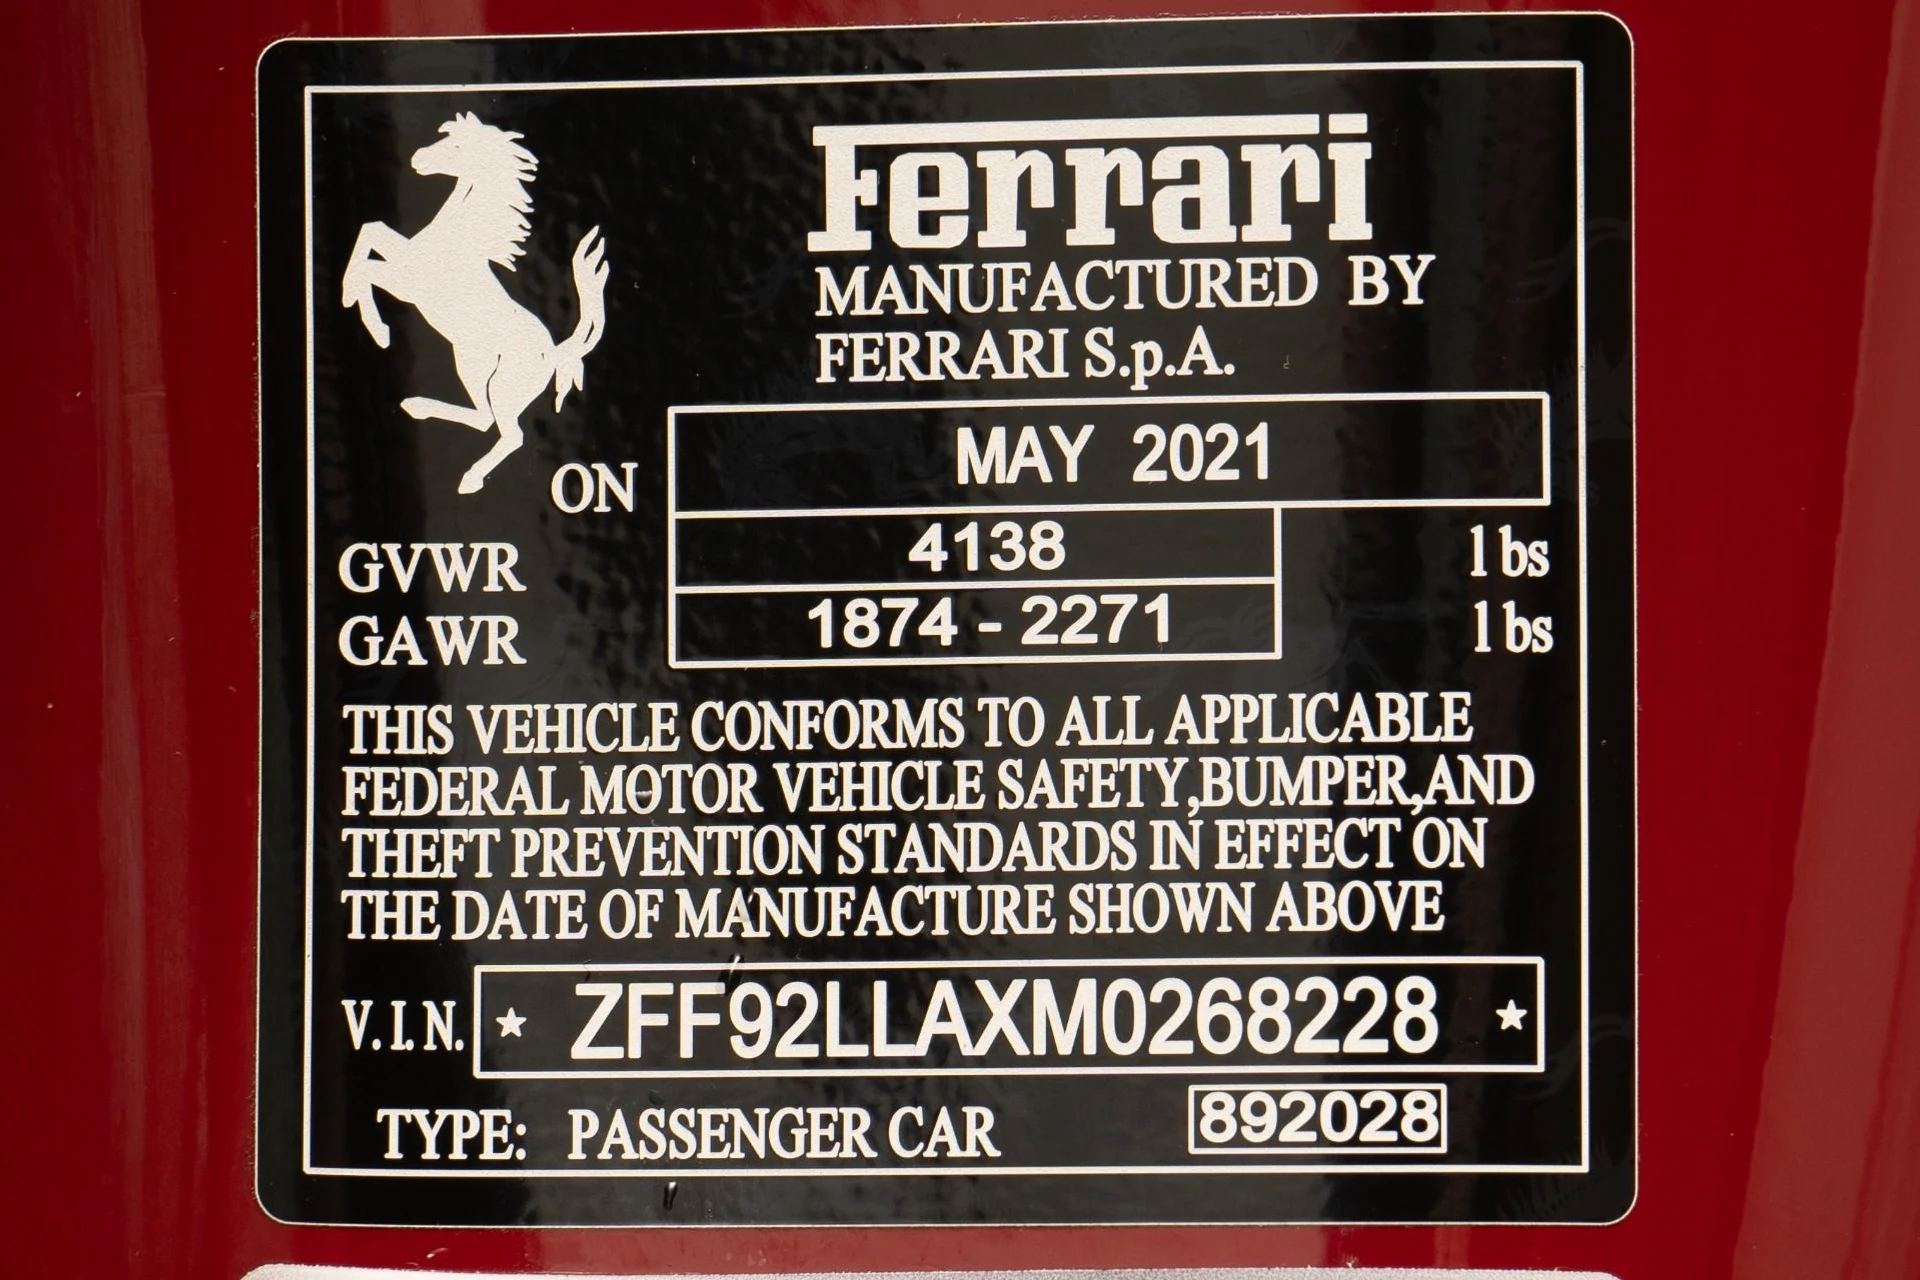 Ferrari
MANUFACTURED BY
FERRARI S.p.A.
ON MAY 2021
GVWR 4138 lbs
GAWR 1874 - 2271 lbs
THIS VEHICLE CONFORMS TO ALL APPLICABLE
FEDERAL MOTOR VEHICLE SAFETY,BUMPER,AND
THEFT PREVENTION STANDARDS IN EFFECT ON
THE DATE OF MANUFACTURE SHOWN ABOVE
V.I.N. ★ ZFF92LLAXM0268228 ★
TYPE: PASSENGER CAR 892028